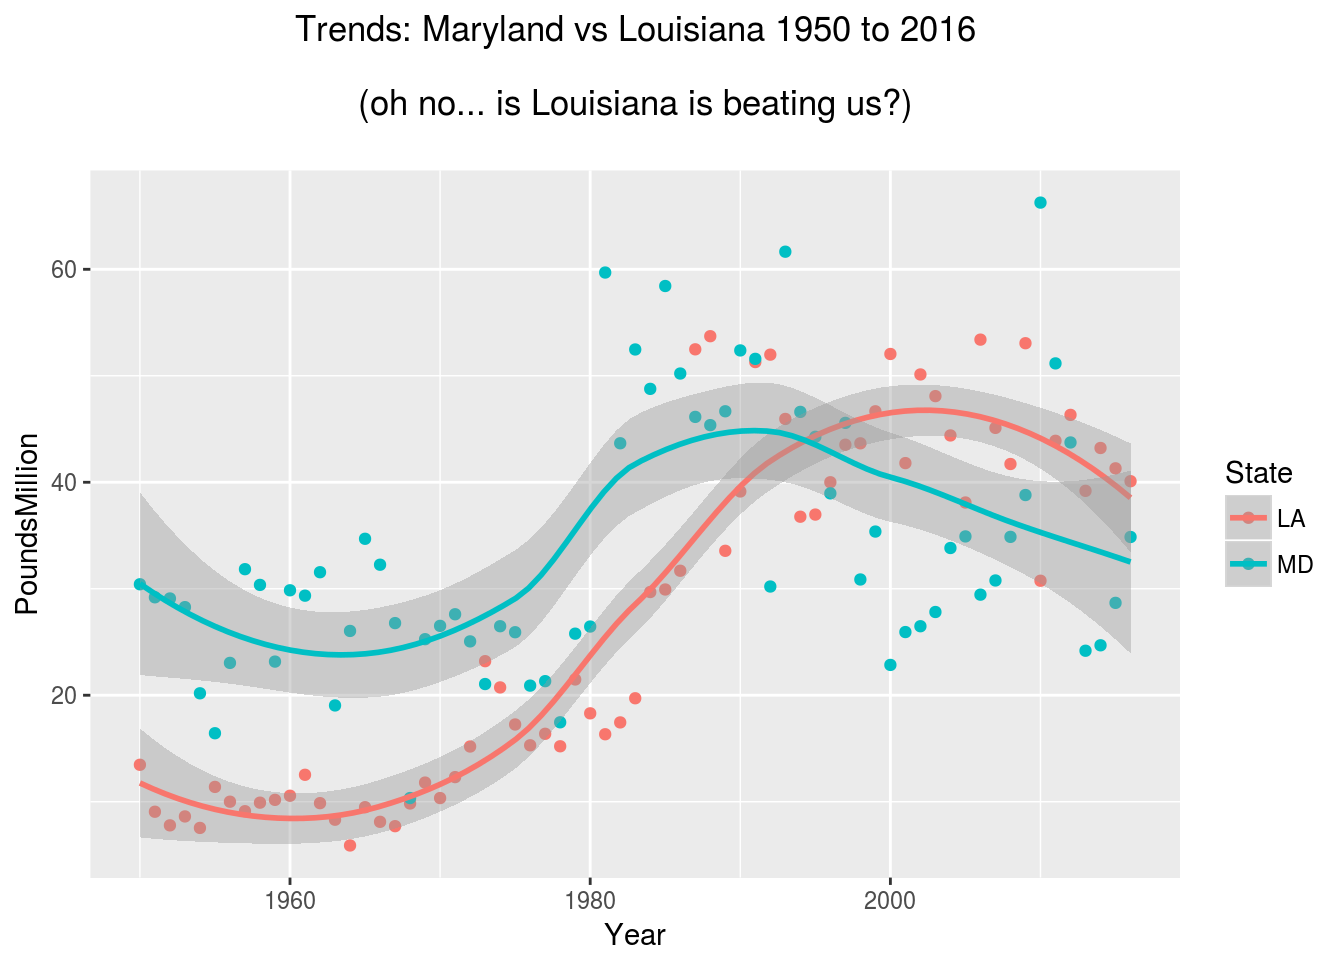 Trends: Maryland vs Louisiana 1950 to 2016
(oh no... is Louisiana is beating us?)
PoundsMillion
60
40
20
1960
1980
2000
Year
State
LA
MD